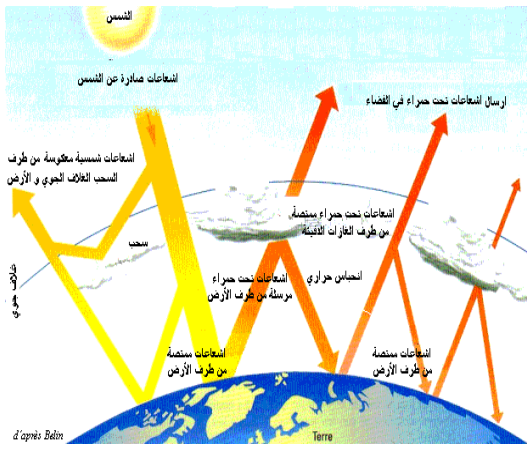 الشمس
اشعاعات صادرة عن الشمس
ارسال اشعاعات تحت حمراء في الفضاء
اشعاعات شمسية معكوسة من طرف
السحب الغلاف الجوي و الأرض
اشعاعات تحت حمراء ممتصة
من طرف الغازات الدفيئة
سحب
غلاف جوي
اشعاعات تحت حمراء
مرسلة من طرف الأرض
انحباس حراري
اشعاعات ممتصة
من طرف الأرض
اشعاعات ممتصة
من طرف الأرض
d'après Belin
Terre